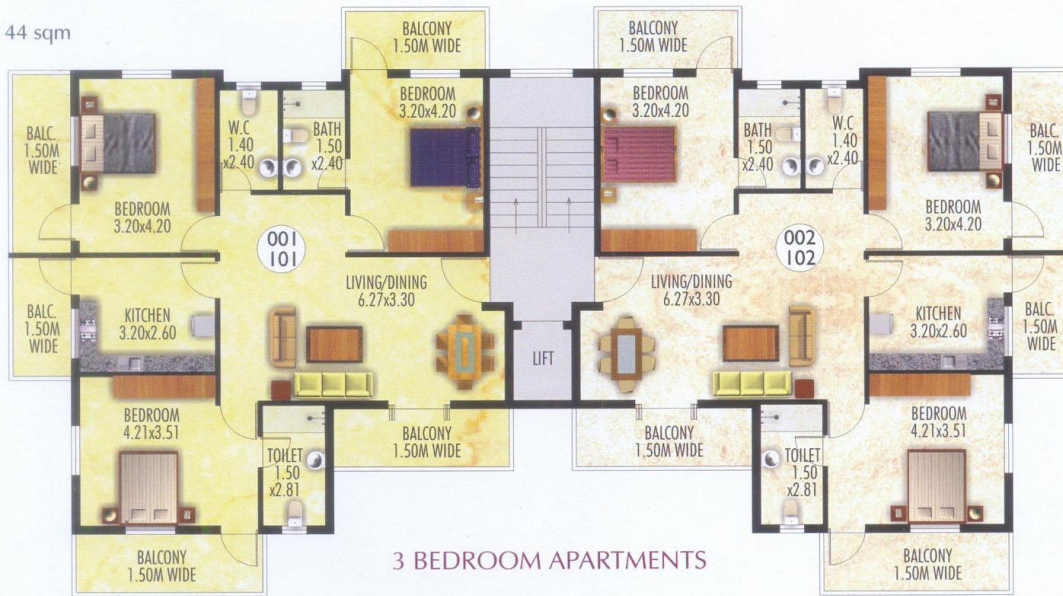 44 sqm
BALCONY
1.50M WIDE
BALCONY
1.50M WIDE
BALC.
1.50M
WIDE
BEDROOM
3.20x4.20
W.C
1.40
x2.40
BATH
1.50
x2.40
BEDROOM
3.20x4.20
BEDROOM
3.20x4.20
BATH
1.50
x2.40
W.C
1.40
x2.40
BEDROOM
3.20x4.20
BALC.
1.50M
WIDE
001
101
002
102
BALC.
1.50M
WIDE
KITCHEN
3.20x2.60
LIVING/DINING
6.27x3.30
LIFT
LIVING/DINING
6.27x3.30
KITCHEN
3.20x2.60
BALC.
1.50M
WIDE
BEDROOM
4.21x3.51
TOILET
1.50
x2.81
BALCONY
1.50M WIDE
BALCONY
1.50M WIDE
TOILET
1.50
x2.81
BEDROOM
4.21x3.51
BALCONY
1.50M WIDE
3 BEDROOM APARTMENTS
BALCONY
1.50M WIDE